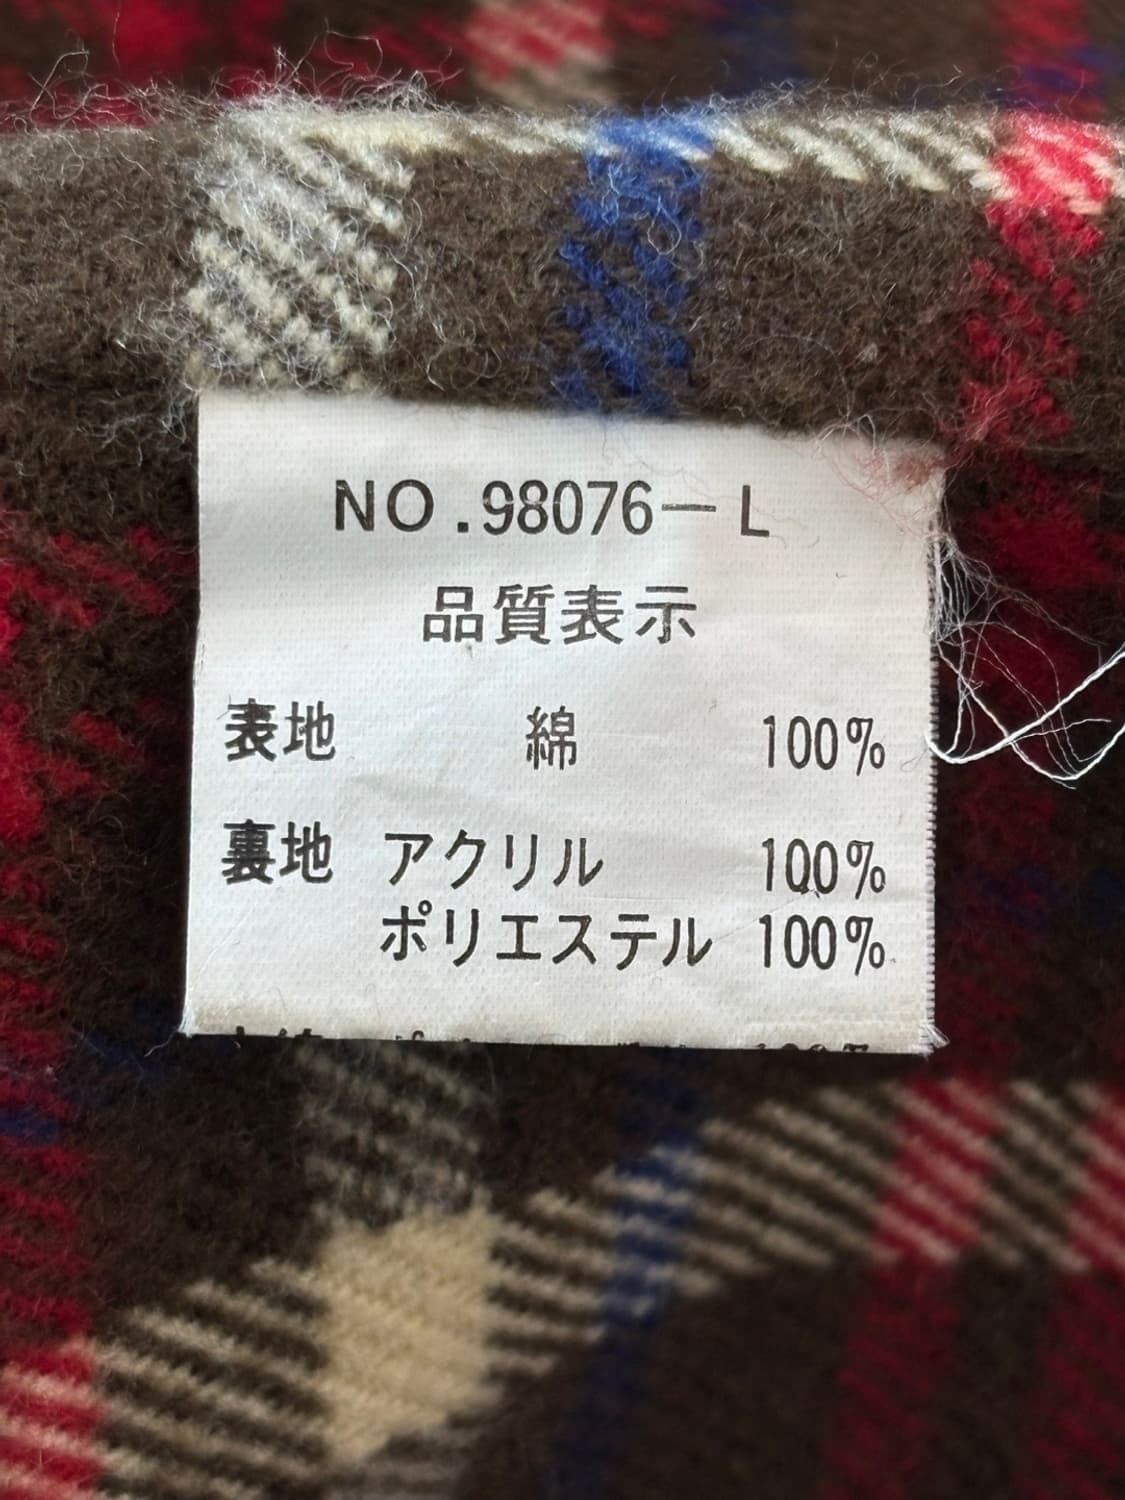 NO.98076-L
品質表示
表地 綿 100%
裏地 アクリル 100%
ポリエステル 100%